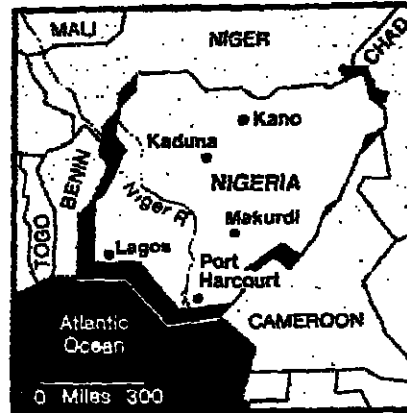 MALI
NIGER
CHAD
Kano
Kaduna
BENIN
NIGERIA
Niger R
TOGO
Makurdi
Lagos
Port
Harcourt
Atlantic
Ocean
CAMEROON
0 Miles 300